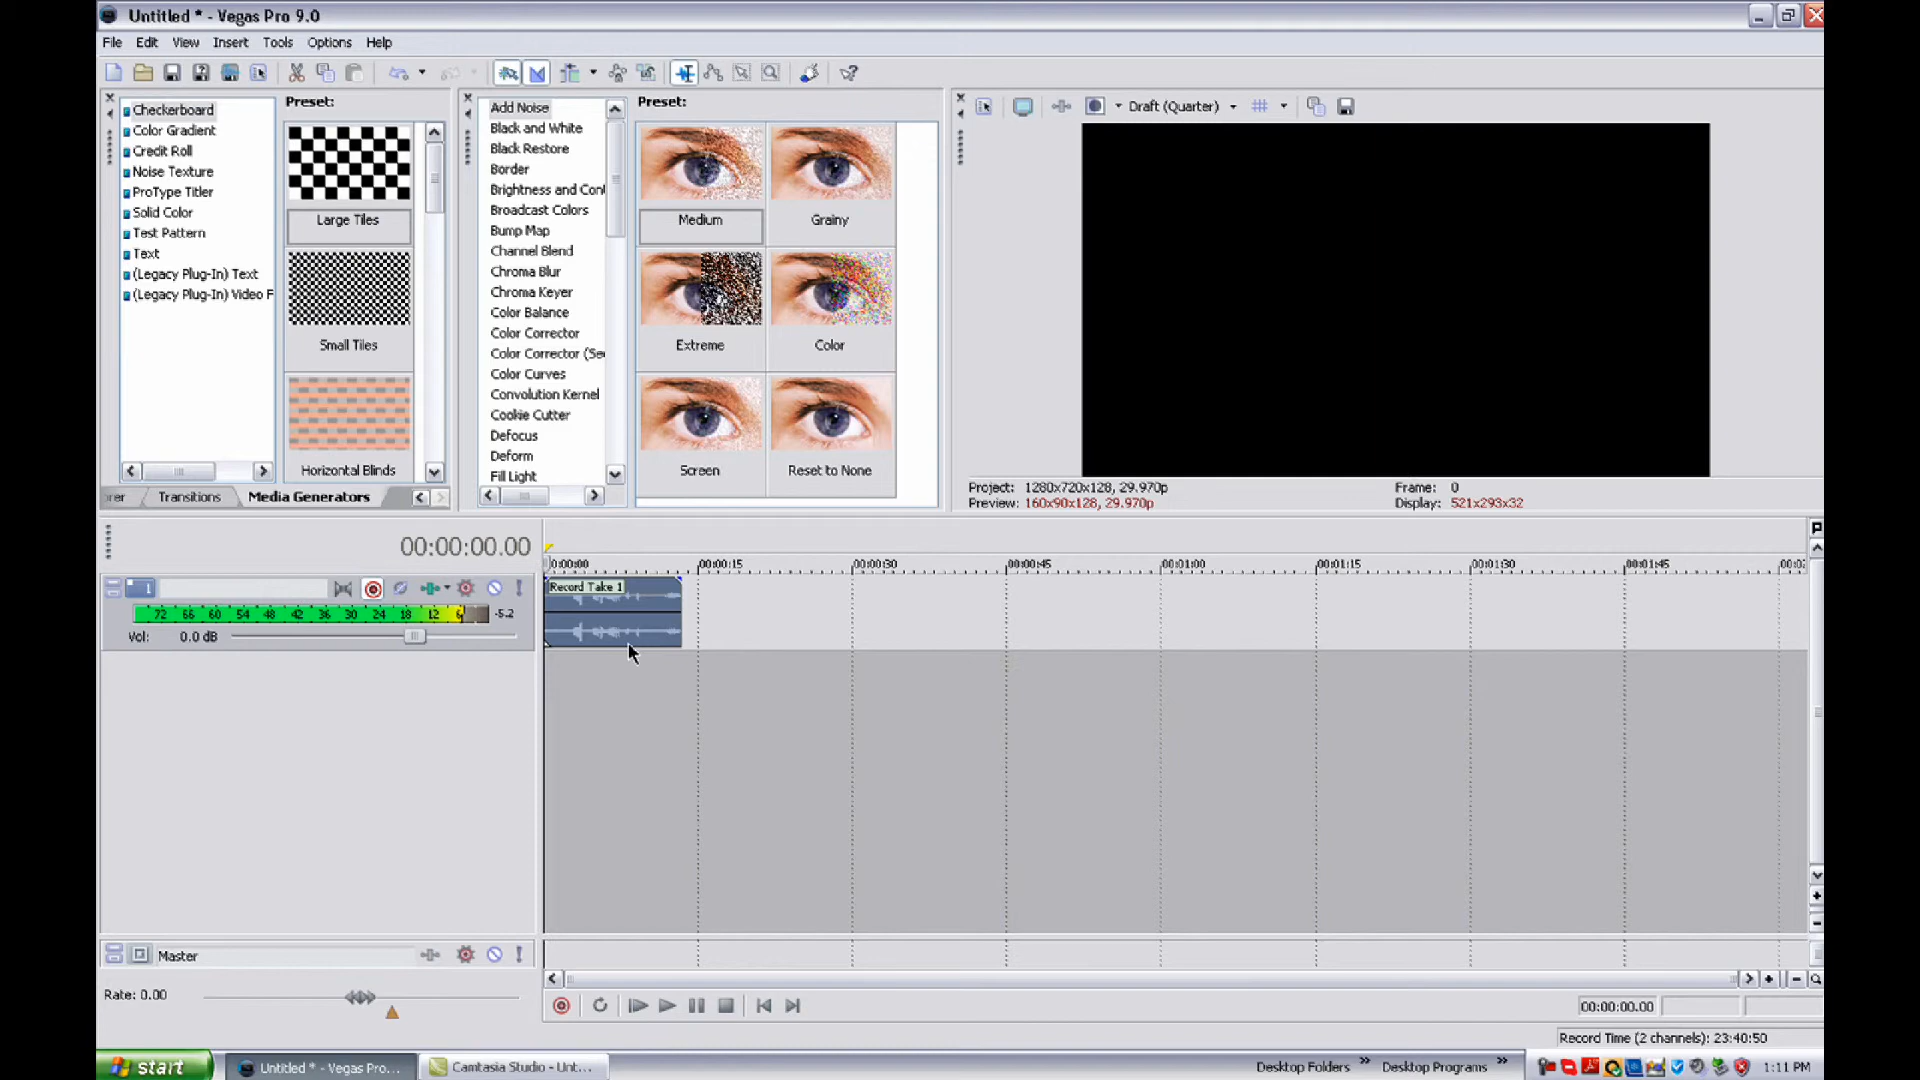 Untitled * - Vegas Pro 9.0
File Edit View Insert Tools Options Help
Checkerboard
Color Gradient
Credit Roll
Noise Texture
ProType Titler
Solid Color
Test Pattern
Text
(Legacy Plug-In) Text
(Legacy Plug-In) Video F
Preset:
Large Tiles
Small Tiles
Horizontal Blinds
rer Transitions Media Generators
Add Noise
Black and White
Black Restore
Border
Brightness and Cont
Broadcast Colors
Bump Map
Channel Blend
Chroma Blur
Chroma Keyer
Color Balance
Color Corrector
Color Corrector (Sec
Color Curves
Convolution Kernel
Cookie Cutter
Defocus
Deform
Fill Light
Preset:
Medium Grainy
Extreme Color
Screen Reset to None
Draft (Quarter)
Project: 1280x720x128, 29.970p Frame: 0
Preview: 160x90x128, 29.970p Display: 521x293x32
00:00:00.00
0:00:00 00:00:15 00:00:30 00:00:45 00:01:00 00:01:15 00:01:30 00:01:45 00:02:
1
Record Take 1
72 66 60 54 48 42 36 30 24 18 12 6 -5.2
Vol: 0.0 dB
Master
Rate: 0.00
00:00:00.00
Record Time (2 channels): 23:40:50
start Untitled * - Vegas Pro... Camtasia Studio - Unt... Desktop Folders » Desktop Programs » 1:11 PM